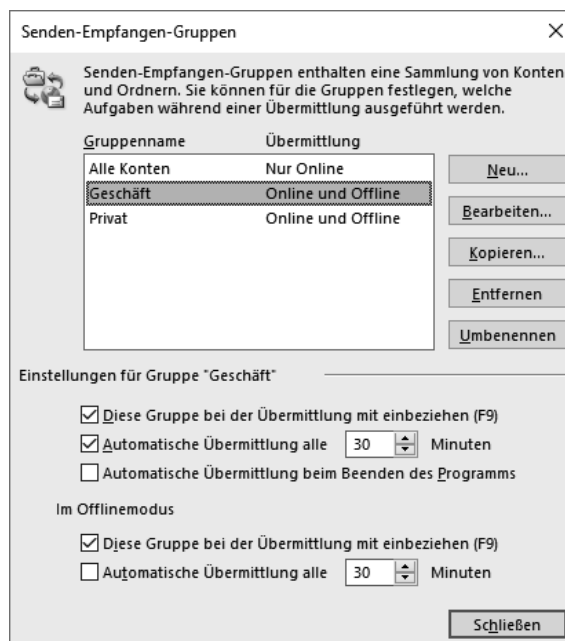 Senden-Empfangen-Gruppen
Senden-Empfangen-Gruppen enthalten eine Sammlung von Konten
und Ordnern. Sie können für die Gruppen festlegen, welche
Aufgaben während einer Übermittlung ausgeführt werden.
Gruppenname Übermittlung
Alle Konten Nur Online
Geschäft Online und Offline
Privat Online und Offline
Neu...
Bearbeiten...
Kopieren...
Entfernen
Umbenennen
Einstellungen für Gruppe "Geschäft"
Diese Gruppe bei der Übermittlung mit einbeziehen (F9)
Automatische Übermittlung alle 30 Minuten
Automatische Übermittlung beim Beenden des Programms
Im Offlinemodus
Diese Gruppe bei der Übermittlung mit einbeziehen (F9)
Automatische Übermittlung alle 30 Minuten
Schließen